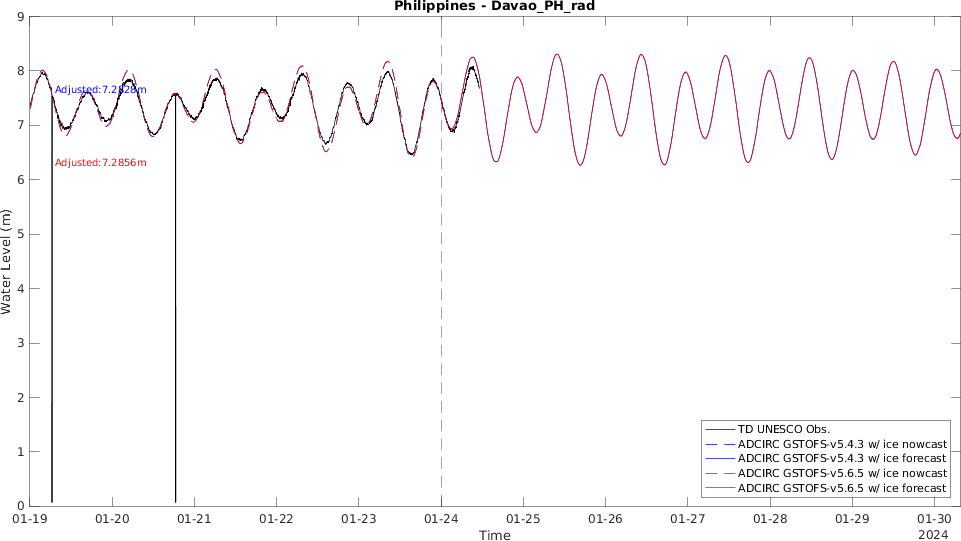 Philippines - Davao_PH_rad
9
8
7
6
5
4
3
2
1
0
Water Level (m)
Adjusted:7.2828m
Adjusted:7.2856m
TD UNESCO Obs.
ADCIRC GSTOFS-v5.4.3 w/ ice nowcast
ADCIRC GSTOFS-v5.4.3 w/ ice forecast
ADCIRC GSTOFS-v5.6.5 w/ ice nowcast
ADCIRC GSTOFS-v5.6.5 w/ ice forecast
01-19 01-20 01-21 01-22 01-23 01-24 01-25 01-26 01-27 01-28 01-29 01-30
Time
2024